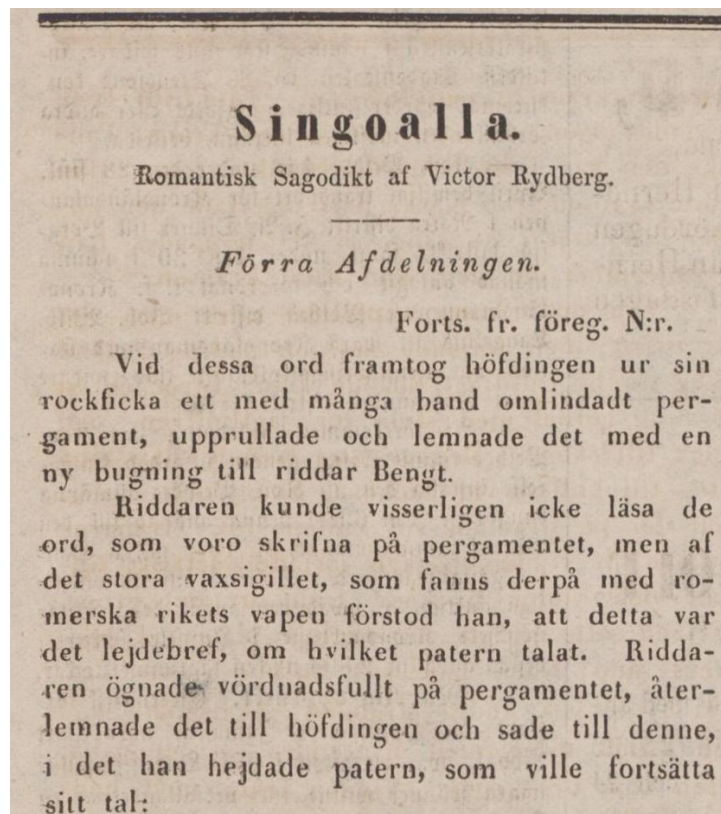 Singoalla.
Romantisk Sagodikt af Victor Rydberg.
Förra Afdelningen.
Forts. fr. föreg. N:r.
Vid dessa ord framtog höfdingen ur sin
rockficka ett med många band omlindadt per-
gament, upprullade och lemnade det med en
ny bugning till riddar Bengt.
Riddaren kunde visserligen icke läsa de
ord, som voro skrifna på pergamentet, men af
det stora vaxsigillet, som fanns derpå med ro-
merska rikets vapen förstod han, att detta var
det lejdebref, om hvilket patern talat. Ridda-
ren ögnade vördnadsfullt på pergamentet, åter-
lemnade det till höfdingen och sade till denne,
i det han hejdade patern, som ville fortsätta
sitt tal: